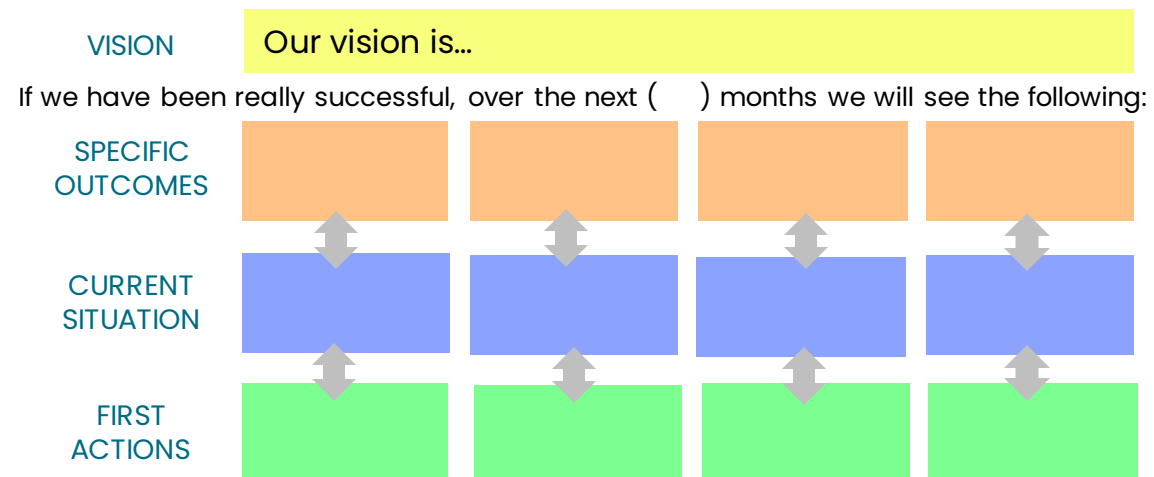 VISION
Our vision is...
If we have been really successful, over the next ( ) months we will see the following:
SPECIFIC
OUTCOMES
CURRENT
SITUATION
FIRST
ACTIONS